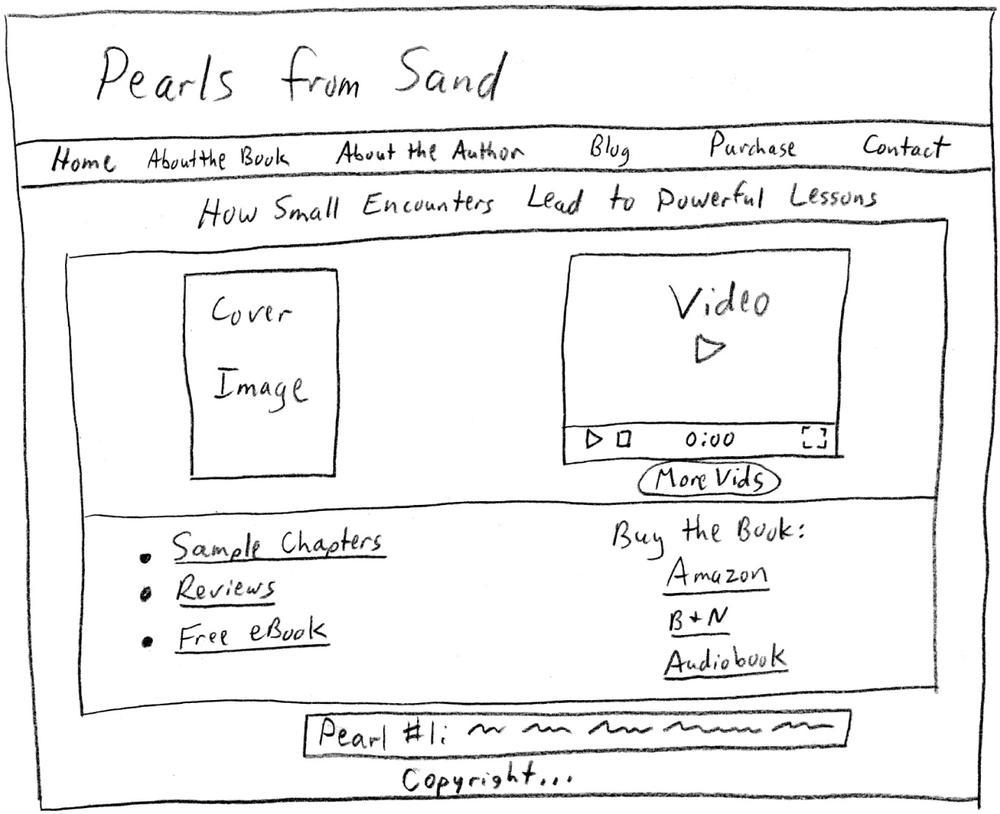 Pearls from Sand
Home About the Book About the Author Blog Purchase Contact
How Small Encounters Lead to Powerful Lessons
Cover
Image
Video
0:00
More Vids
• Sample Chapters
• Reviews
• Free eBook
Buy the Book:
Amazon
B+N
Audiobook
Pearl #1:
Copyright...